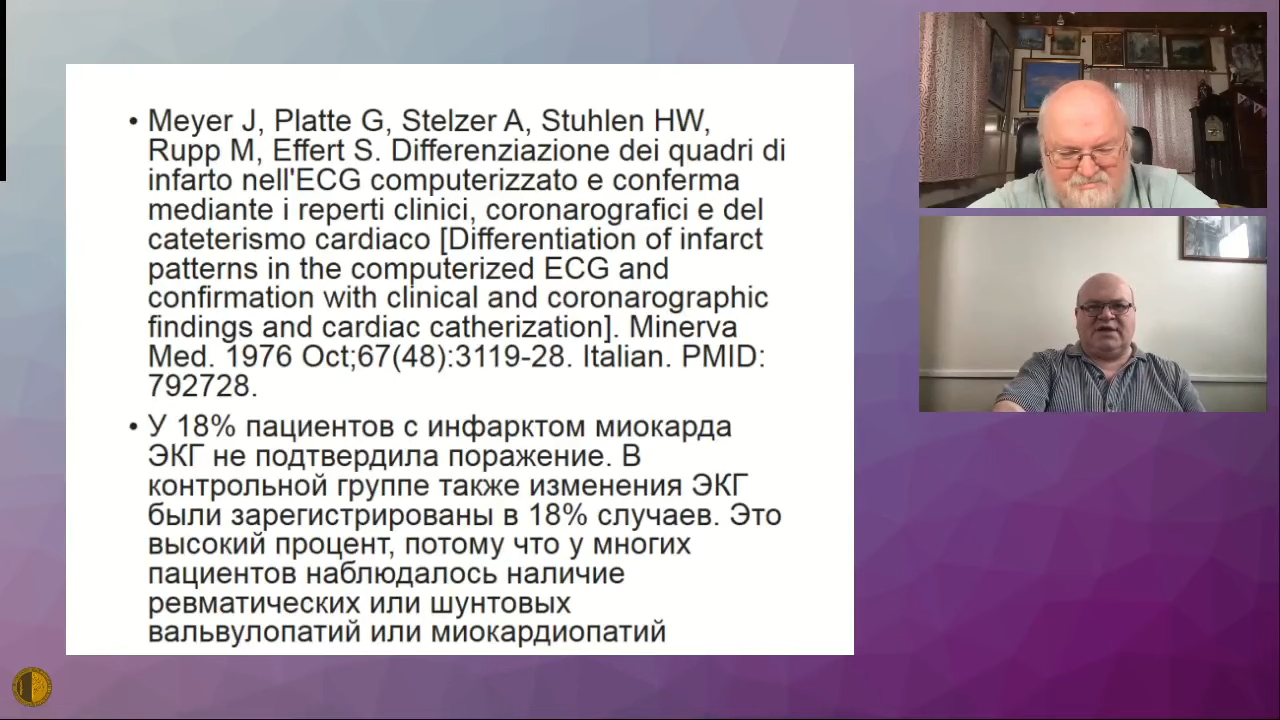 • Meyer J, Platte G, Stelzer A, Stuhlen HW,
Rupp M, Effert S. Differenziazione dei quadri di
infarto nell'ECG computerizzato e conferma
mediante i reperti clinici, coronarografici e del
cateterismo cardiaco [Differentiation of infarct
patterns in the computerized ECG and
confirmation with clinical and coronarographic
findings and cardiac catherization]. Minerva
Med. 1976 Oct;67(48):3119-28. Italian. PMID:
792728.
• У 18% пациентов с инфарктом миокарда
ЭКГ не подтвердила поражение. В
контрольной группе также изменения ЭКГ
были зарегистрированы в 18% случаев. Это
высокий процент, потому что у многих
пациентов наблюдалось наличие
ревматических или шунтовых
вальвулопатий или миокардиопатий